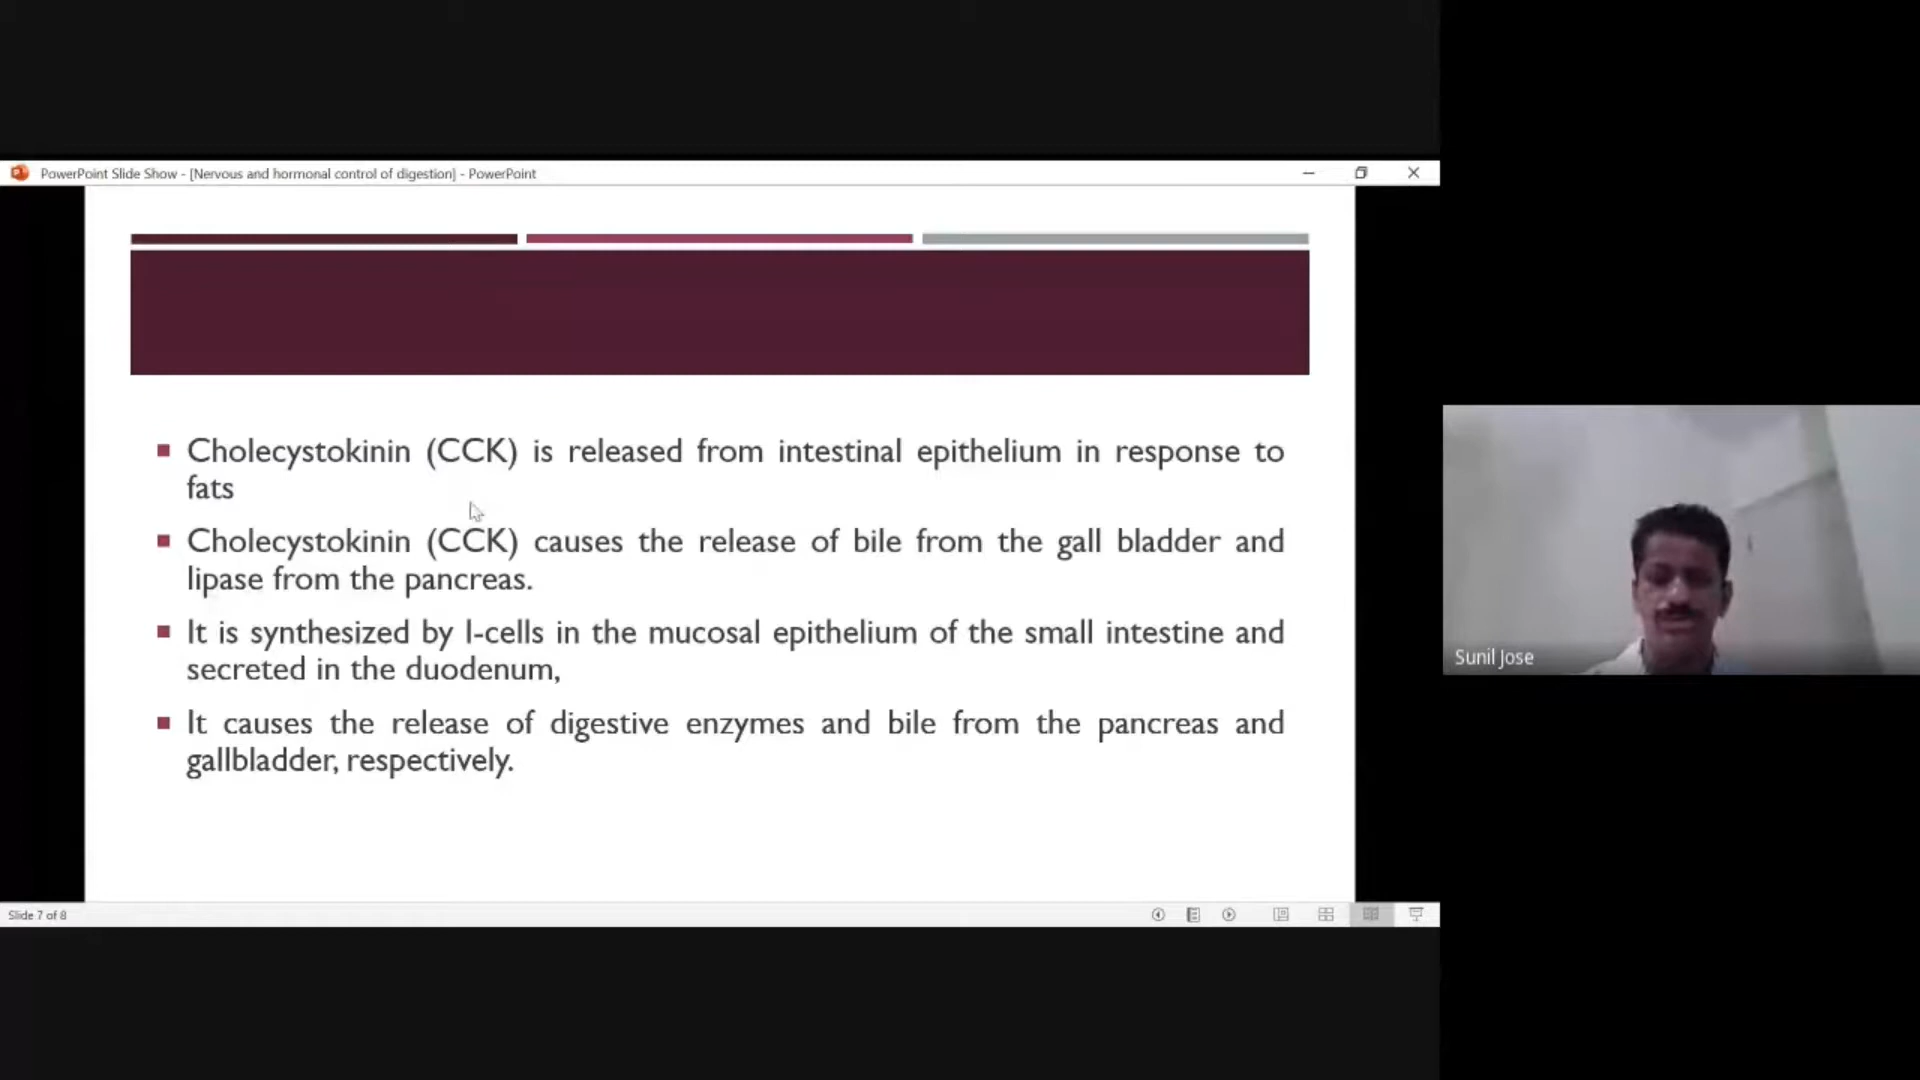 PowerPoint Slide Show - [Nervous and hormonal control of digestion] - PowerPoint
Cholecystokinin (CCK) is released from intestinal epithelium in response to
fats
Cholecystokinin (CCK) causes the release of bile from the gall bladder and
lipase from the pancreas.
It is synthesized by I-cells in the mucosal epithelium of the small intestine and
secreted in the duodenum,
It causes the release of digestive enzymes and bile from the pancreas and
gallbladder, respectively.
Sunil Jose
Slide 7 of 8